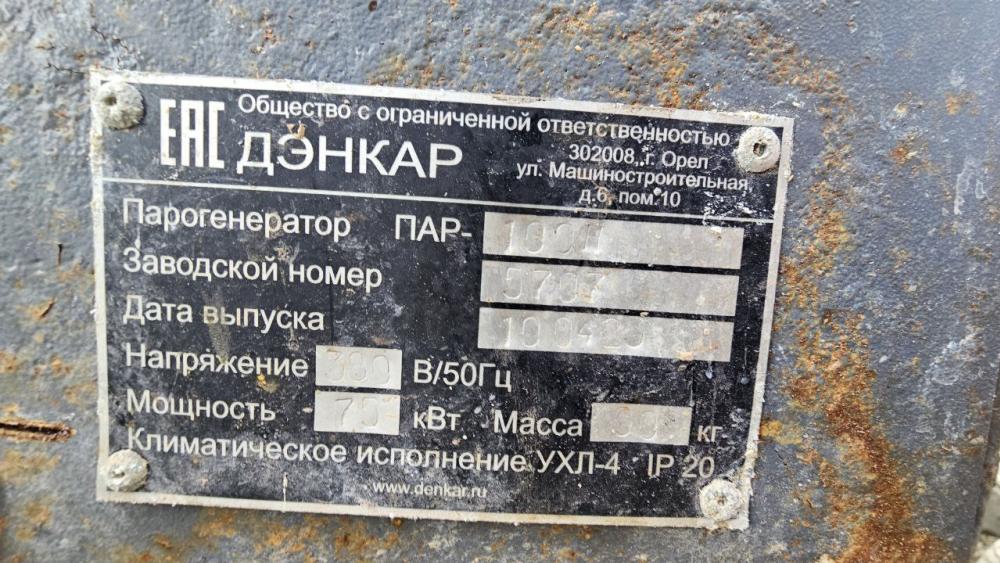 ЕАС Общество с ограниченной ответственностью
ДЭНКАР 302008, г. Орел
ул. Машиностроительная,
д.6, пом.10
Парогенератор ПАР-
Заводской номер
Дата выпуска
Напряжение 380 В/50Гц
Мощность 75 кВт Масса кг
Климатическое исполнение УХЛ-4 IP 20
www.denkar.ru